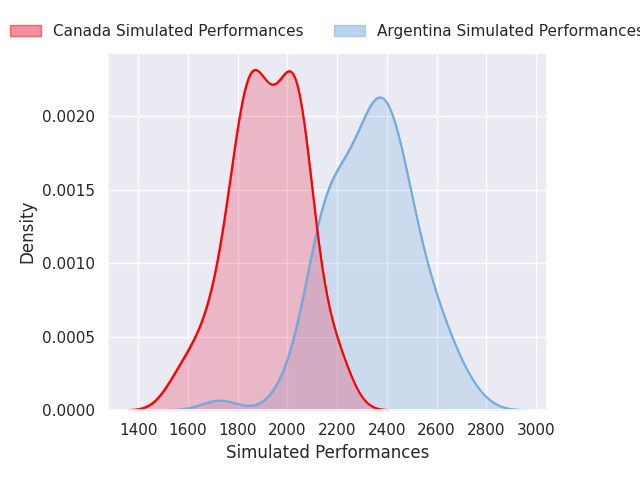 Canada Simulated Performances
Argentina Simulated Performances
0.0020
0.0015
0.0010
0.0005
0.0000
Density
1400 1600 1800 2000 2200 2400 2600 2800 3000
Simulated Performances